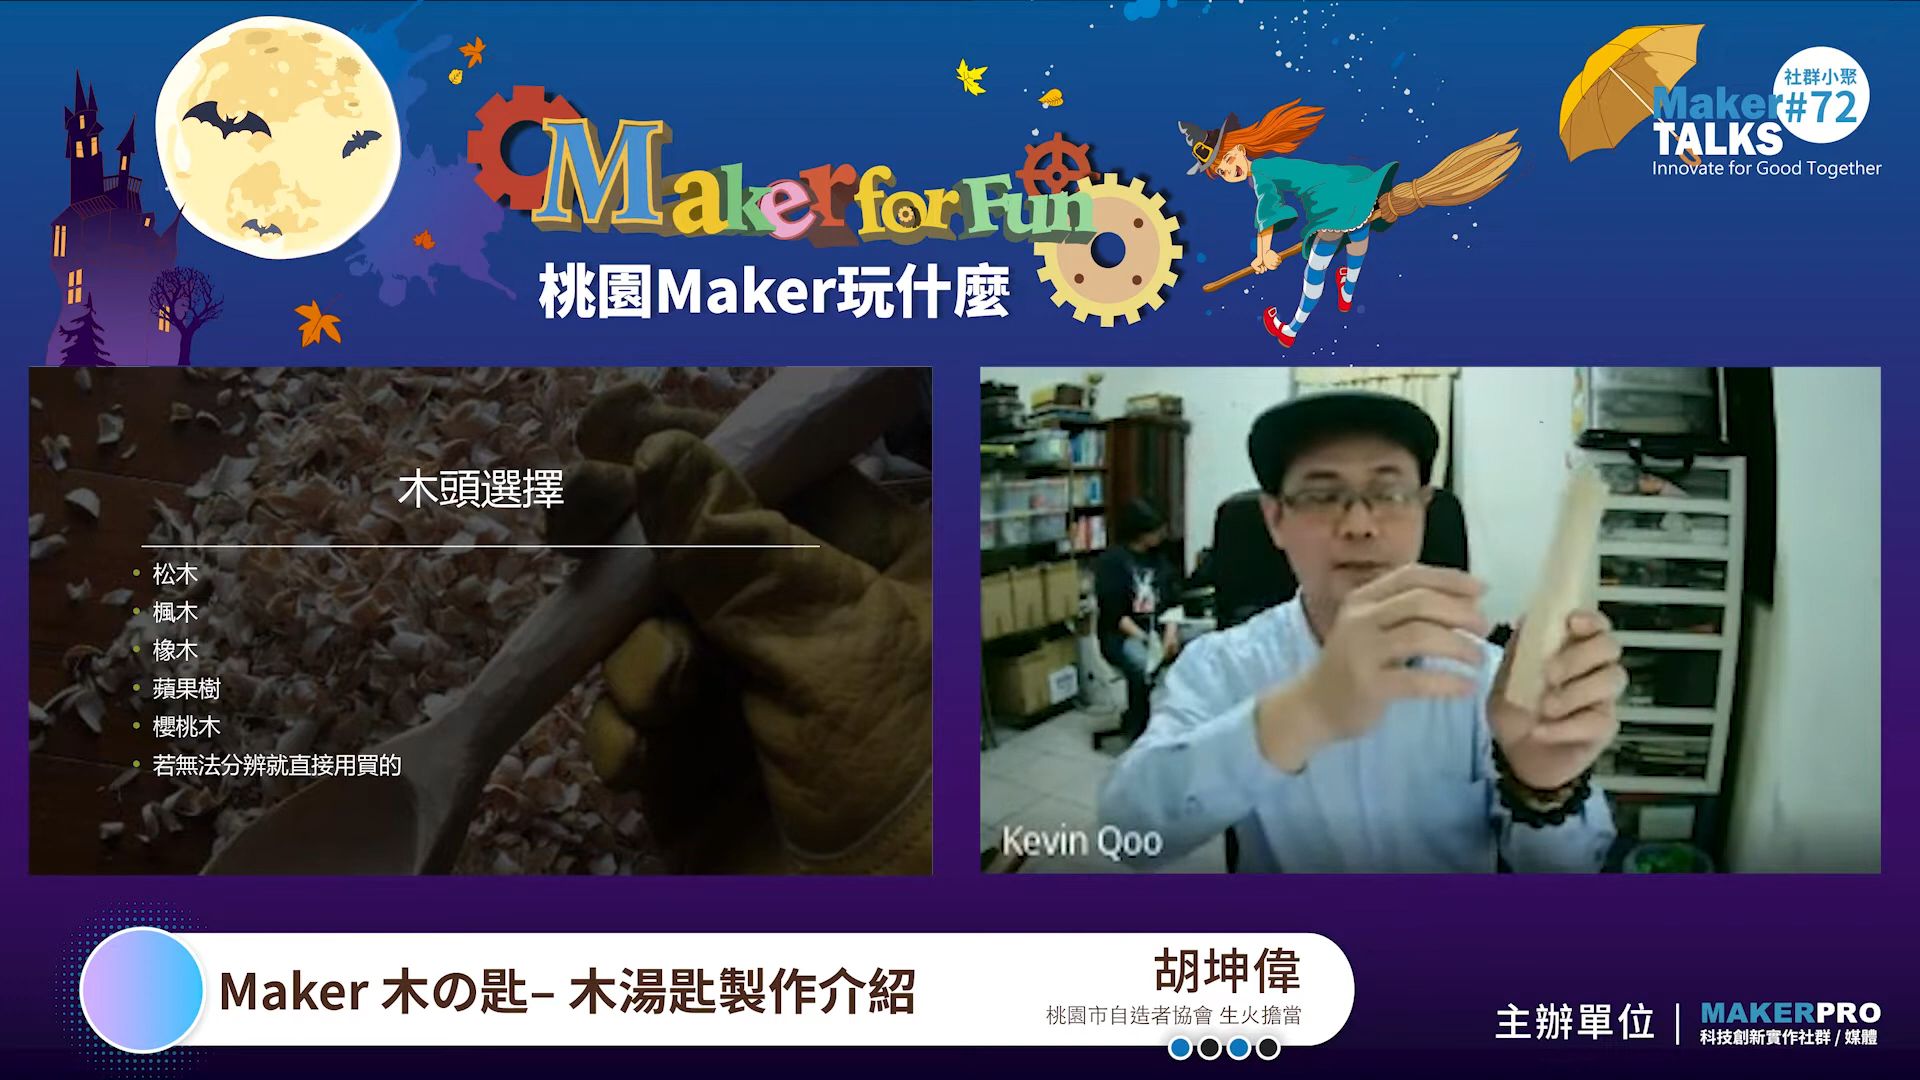 Maker for Fun
桃園Maker玩什麼
社群小聚
#72
Maker
TALKS
Innovate for Good Together
木頭選擇
• 松木
• 楓木
• 橡木
• 蘋果樹
• 櫻桃木
• 若無法分辨就直接用買的
Kevin Qoo
Maker 木の匙– 木湯匙製作介紹
胡坤偉
桃園市自造者協會 生火擔當
主辦單位 | MAKERPRO
科技創新實作社群 / 媒體